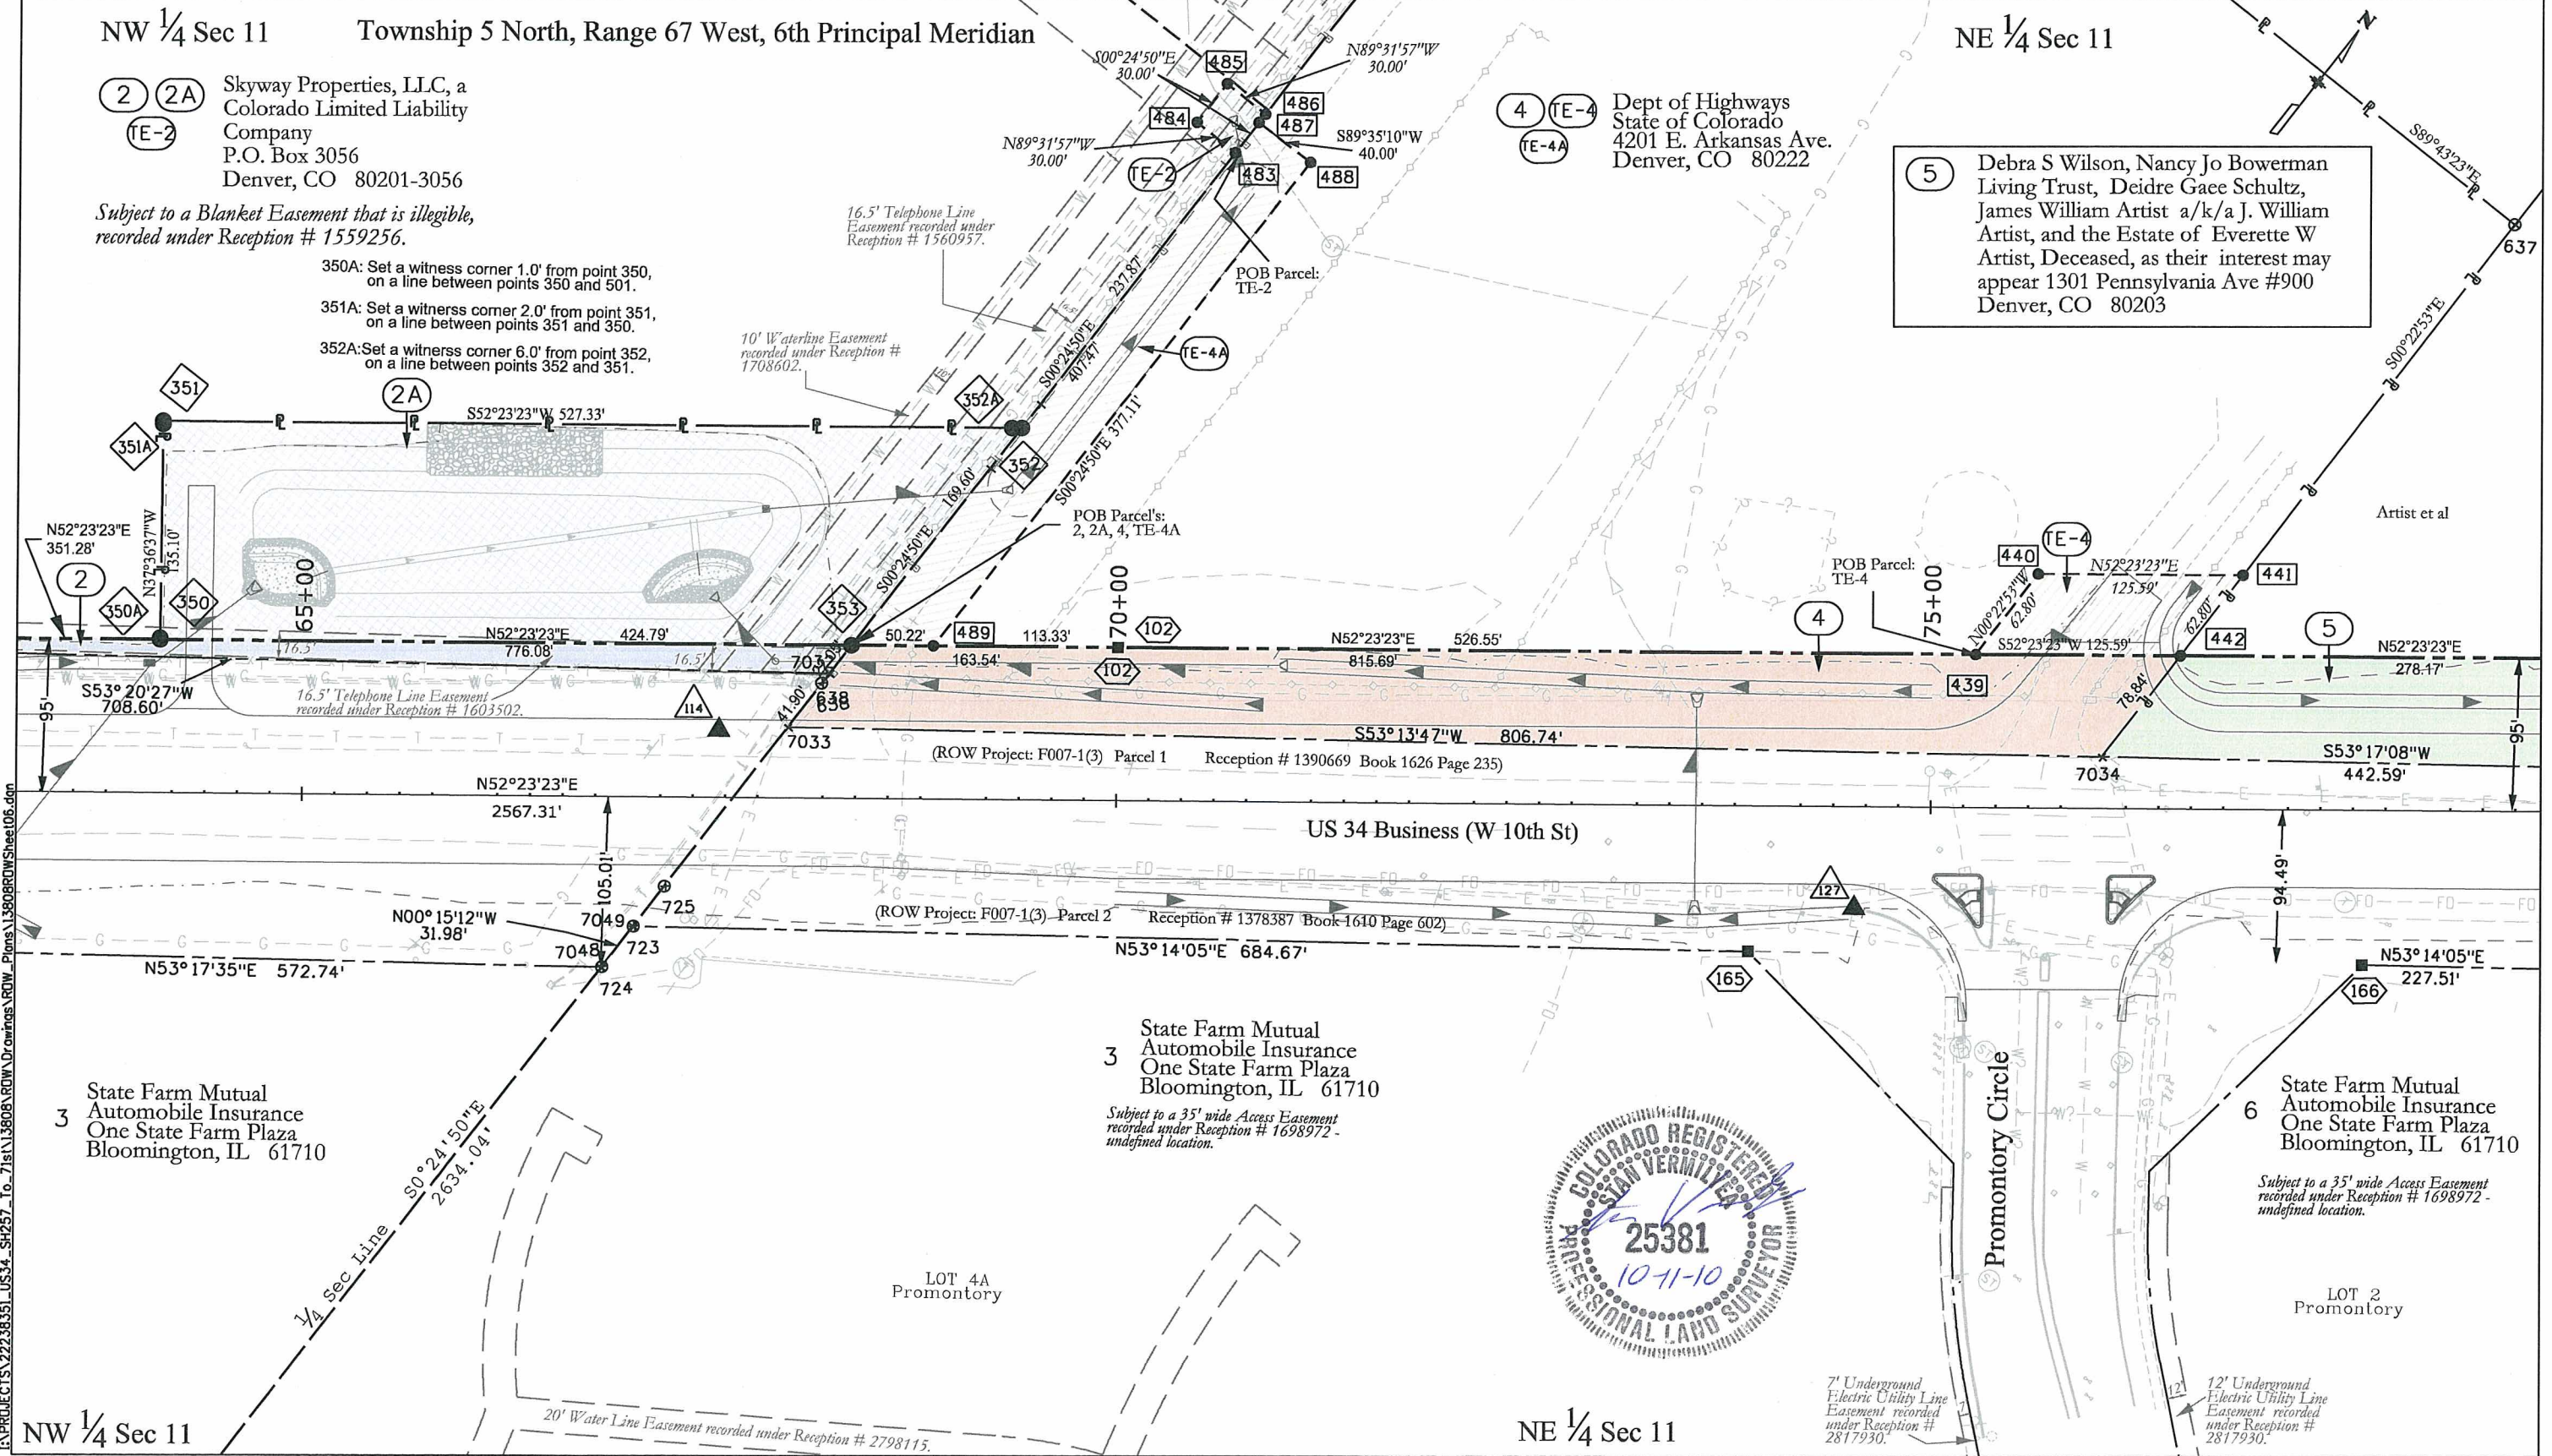 NW 1/4 Sec 11
Township 5 North, Range 67 West, 6th Principal Meridian
NE 1/4 Sec 11
N
2
2A
TE-2
Skyway Properties, LLC, a
Colorado Limited Liability
Company
P.O. Box 3056
Denver, CO 80201-3056
Subject to a Blanket Easement that is illegible,
recorded under Reception # 1559256.
350A: Set a witness corner 1.0' from point 350,
on a line between points 350 and 501.
351A: Set a witnerss corner 2.0' from point 351,
on a line between points 351 and 350.
352A:Set a witnerss corner 6.0' from point 352,
on a line between points 352 and 351.
S00°24'50"E
30.00'
485
N89°31'57"W
30.00'
484
486
487
N89°31'57"W
30.00'
S89°35'10"W
40.00'
TE-2
483
488
16.5' Telephone Line
Easement recorded under
Reception # 1560957.
POB Parcel:
TE-2
4
TE-4
TE-4A
Dept of Highways
State of Colorado
4201 E. Arkansas Ave.
Denver, CO 80222
5
Debra S Wilson, Nancy Jo Bowerman
Living Trust, Deidre Gaee Schultz,
James William Artist a/k/a J. William
Artist, and the Estate of Everette W
Artist, Deceased, as their interest may
appear 1301 Pennsylvania Ave #900
Denver, CO 80203
S89°43'23"E
637
S00°22'53"E
10' Waterline Easement
recorded under Reception #
1708602.
237.87'
S00°24'50"E
407.47'
TE-4A
S00°24'50"E 377.11'
351
2A
S52°23'23"W 527.33'
352A
351A
352
169.60'
S00°24'50"E
POB Parcel's:
2, 2A, 4, TE-4A
N52°23'23"E
351.28'
N37°36'37"W
135.10'
2
350A
350
65+00
353
Artist et al
POB Parcel:
TE-4
440
TE-4
N52°23'23"E
125.59'
441
N00°22'53"W
62.80'
62.80'
70+00
102
75+00
4
442
5
N52°23'23"E 424.79'
776.08'
50.22'
489
113.33'
N52°23'23"E 526.55'
S52°23'23"W 125.59'
N52°23'23"E
278.17'
16.5'
16.5'
163.54'
102
815.69'
439
95'
S53°20'27"W
708.60'
16.5' Telephone Line Easement
recorded under Reception # 1603502.
114
41.90'
638
7033
78.84'
95'
S53°13'47"W 806.74'
(ROW Project: F007-1(3) Parcel 1 Reception # 1390669 Book 1626 Page 235)
S53°17'08"W
442.59'
7034
N52°23'23"E
2567.31'
US 34 Business (W 10th St)
105.01'
94.49'
127
725
N00°15'12"W
31.98'
7049
(ROW Project: F007-1(3) Parcel 2 Reception # 1378387 Book 1610 Page 602)
7048
723
N53°17'35"E 572.74'
724
N53°14'05"E 684.67'
165
N53°14'05"E
227.51'
166
3
State Farm Mutual
Automobile Insurance
One State Farm Plaza
Bloomington, IL 61710
3
State Farm Mutual
Automobile Insurance
One State Farm Plaza
Bloomington, IL 61710
Subject to a 35' wide Access Easement
recorded under Reception # 1698972 -
undefined location.
6
State Farm Mutual
Automobile Insurance
One State Farm Plaza
Bloomington, IL 61710
Subject to a 35' wide Access Easement
recorded under Reception # 1698972 -
undefined location.
S0°24'50"E
2634.04'
1/4 Sec Line
Promontory Circle
COLORADO REGISTERED
STAN VERMILYEA
25381
10-11-10
PROFESSIONAL LAND SURVEYOR
LOT 4A
Promontory
LOT 2
Promontory
20' Water Line Easement recorded under Reception # 2798115.
7' Underground
Electric Utility Line
Easement recorded
under Reception #
2817930.
12'
12' Underground
Electric Utility Line
Easement recorded
under Reception #
2817930.
NW 1/4 Sec 11
NE 1/4 Sec 11